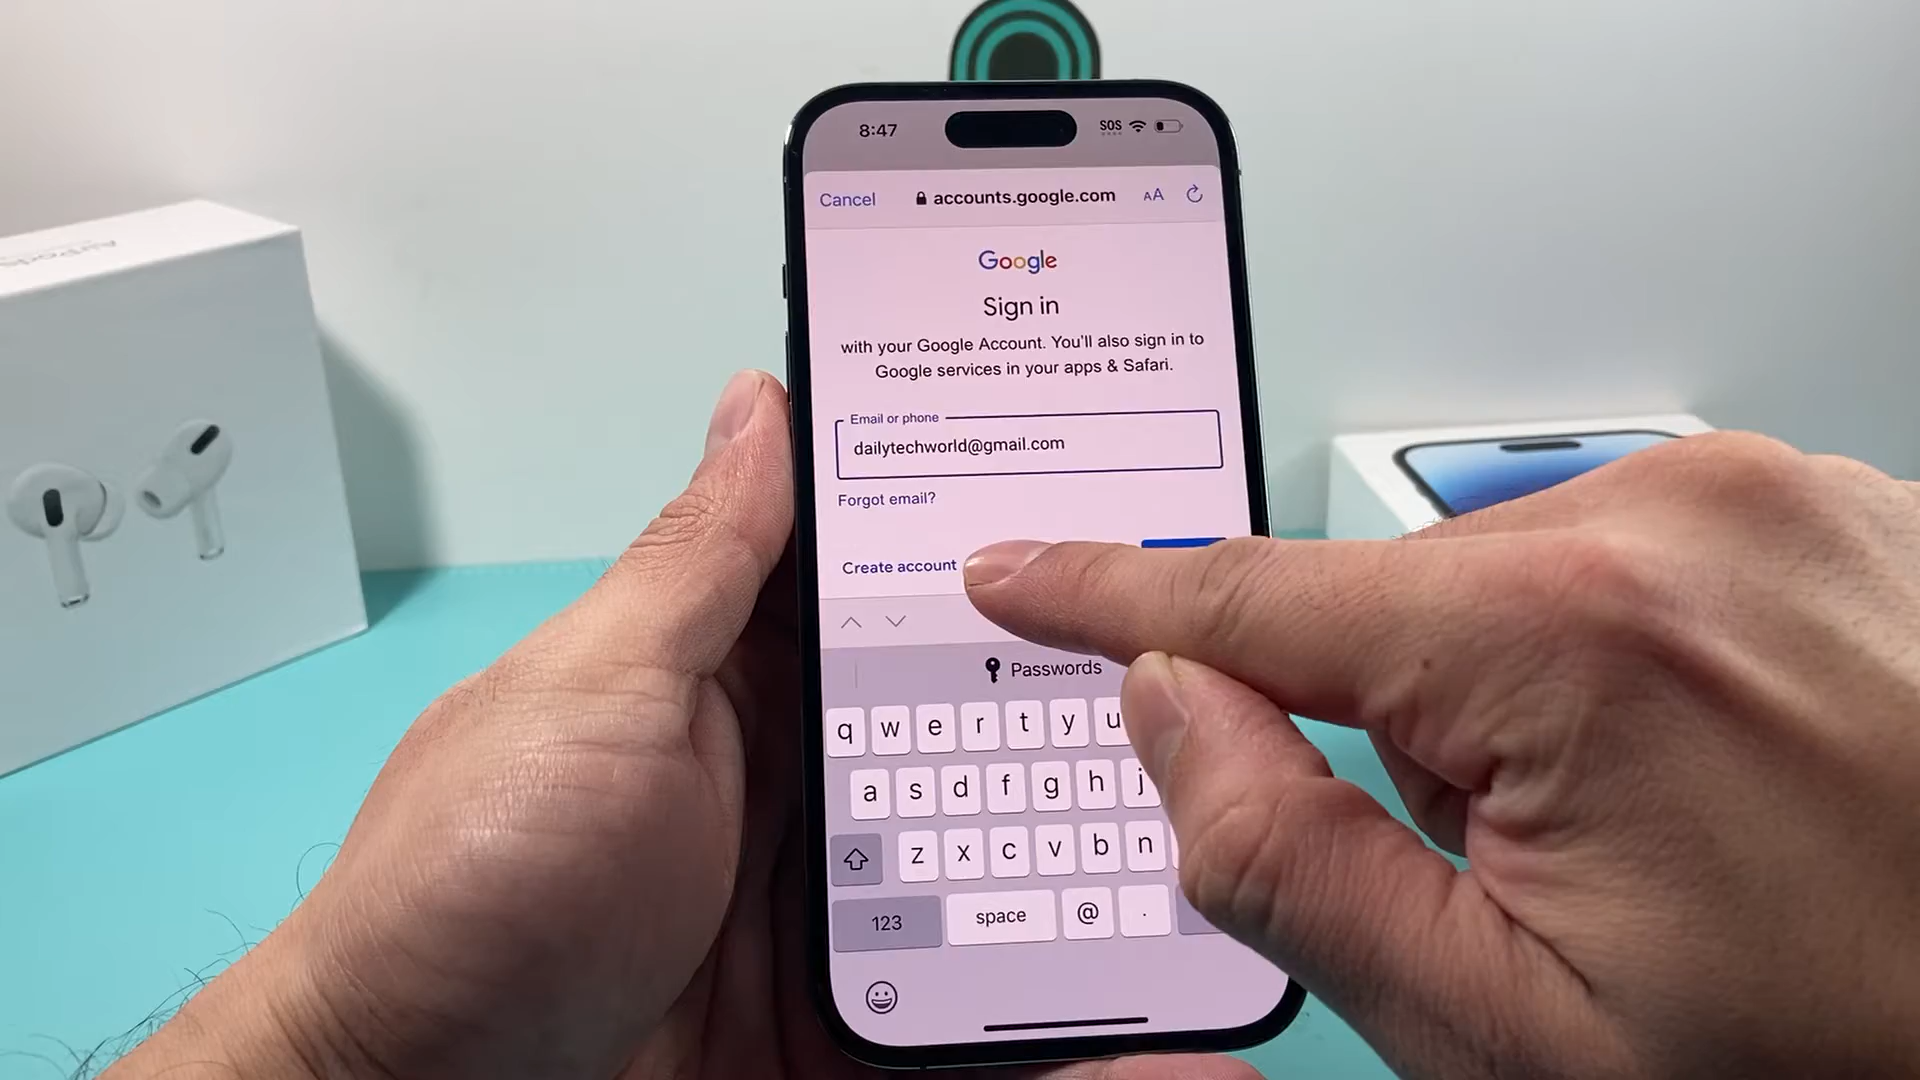 AirPods
8:47 SOS
Cancel accounts.google.com AA
Google
Sign in
with your Google Account. You'll also sign in to
Google services in your apps & Safari.
Email or phone
dailytechworld@gmail.com
Forgot email?
Create account
Passwords
q w e r t y u
a s d f g h j
z x c v b n
123 space @ .